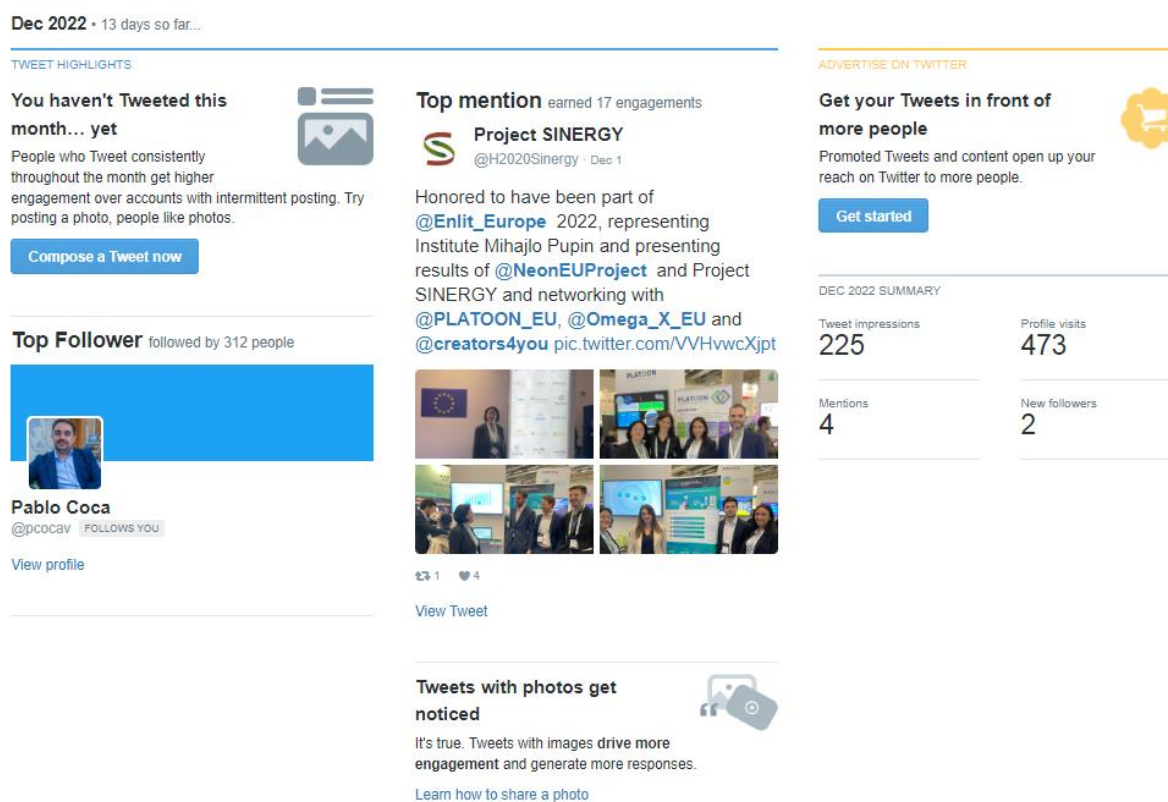 Dec 2022 • 13 days so far...
TWEET HIGHLIGHTS
You haven't Tweeted this
month... yet
People who Tweet consistently
throughout the month get higher
engagement over accounts with intermittent posting. Try
posting a photo, people like photos.
Compose a Tweet now
Top Follower followed by 312 people
Pablo Coca
@pcocav FOLLOWS YOU
View profile
Top mention earned 17 engagements
Project SINERGY
@H2020Sinergy · Dec 1
Honored to have been part of
@Enlit_Europe 2022, representing
Institute Mihajlo Pupin and presenting
results of @NeonEUProject and Project
SINERGY and networking with
@PLATOON_EU, @Omega_X_EU and
@creators4you pic.twitter.com/VVHvwcXjpt
PLATOON
PLATOON
1 4
View Tweet
Tweets with photos get
noticed
It's true. Tweets with images drive more
engagement and generate more responses.
Learn how to share a photo
ADVERTISE ON TWITTER
Get your Tweets in front of
more people
Promoted Tweets and content open up your
reach on Twitter to more people.
Get started
DEC 2022 SUMMARY
Tweet impressions
225
Profile visits
473
Mentions
4
New followers
2